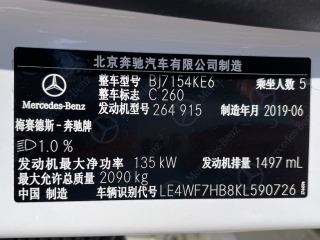 北京奔驰汽车有限公司制造
整车型号 BJ7154KE6 乘坐人数 5
整车标志 C 260
发动机型号 264 915 制造年月 2019-06
Mercedes-Benz
梅赛德斯-奔驰牌
1.0 %
发动机最大净功率 135 kW 发动机排量 1497 mL
最大允许总质量 2090 kg
中国 制造 车辆识别代号 LE4WF7HB8KL590726